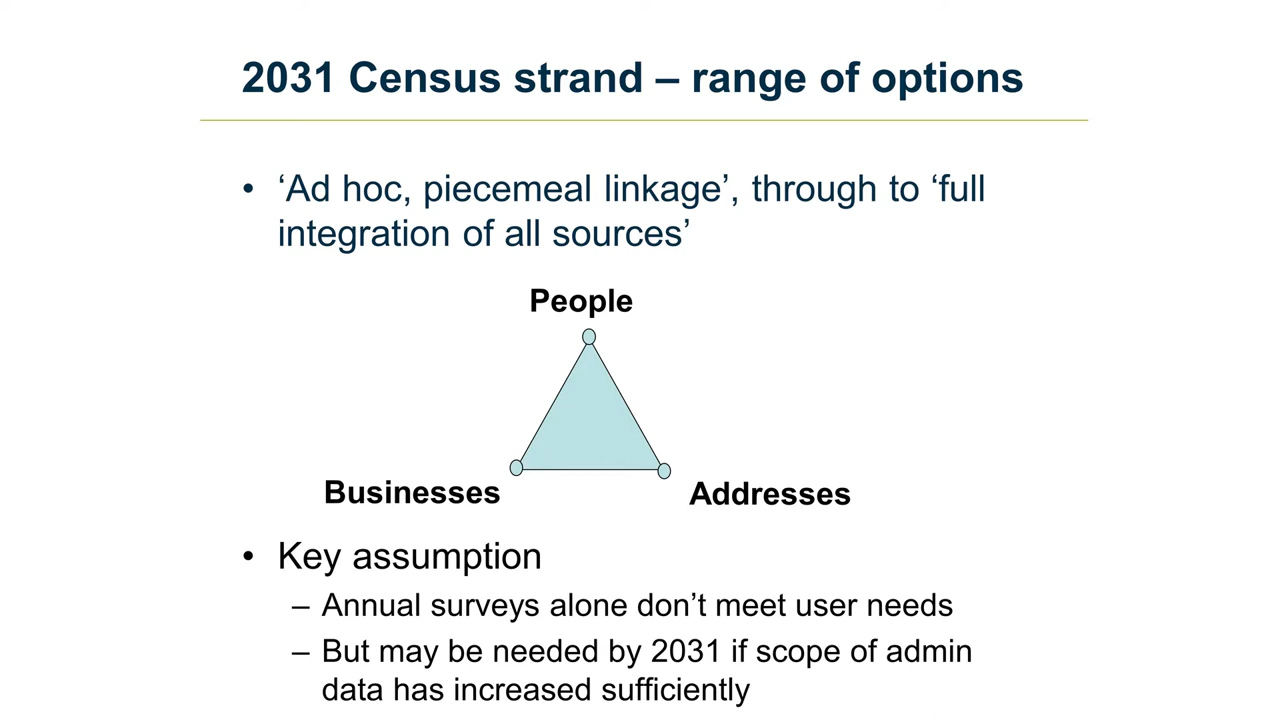 2031 Census strand – range of options
• ‘Ad hoc, piecemeal linkage’, through to ‘full
integration of all sources’
People
Businesses
Addresses
• Key assumption
– Annual surveys alone don’t meet user needs
– But may be needed by 2031 if scope of admin
data has increased sufficiently